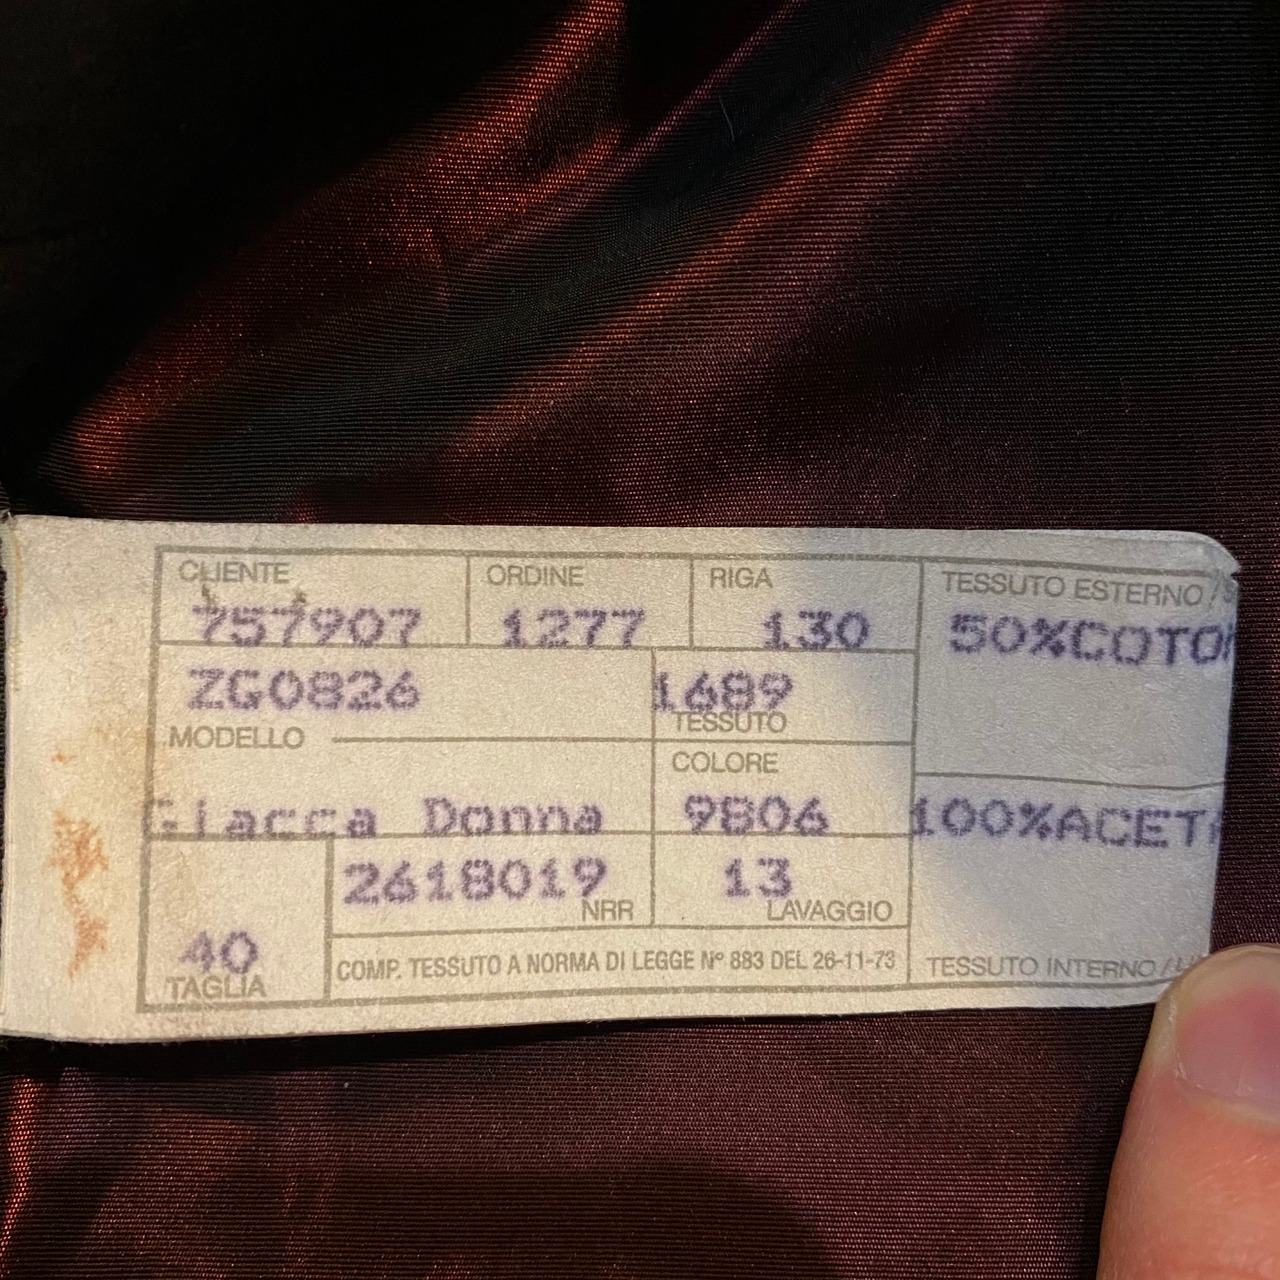 CLIENTE ORDINE RIGA TESSUTO ESTERNO /
757907 1277 130 50%COTO
ZG0826 1689
MODELLO TESSUTO
COLORE
Giacca Donna 9806 100%ACET
2618019 13
NRR LAVAGGIO
40
TAGLIA COMP. TESSUTO A NORMA DI LEGGE Nº 883 DEL 26-11-73 TESSUTO INTERNO /